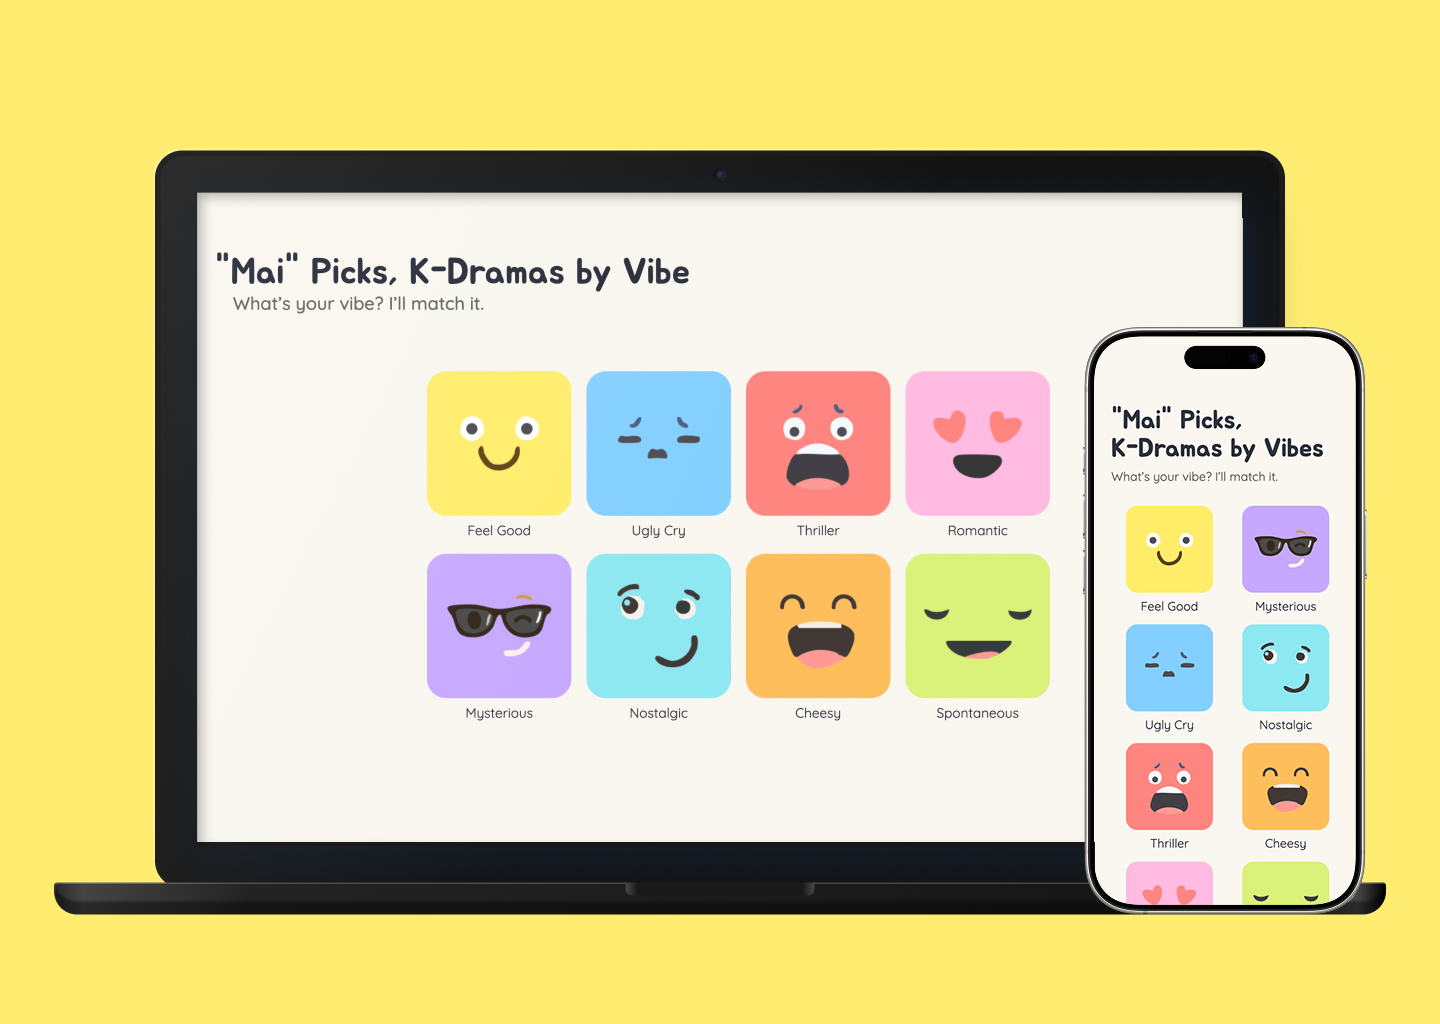 "Mai" Picks, K-Dramas by Vibe
What's your vibe? I'll match it.
Feel Good
Ugly Cry
Thriller
Romantic
Mysterious
Nostalgic
Cheesy
Spontaneous
"Mai" Picks,
K-Dramas by Vibes
What's your vibe? I'll match it.
Feel Good
Mysterious
Ugly Cry
Nostalgic
Thriller
Cheesy